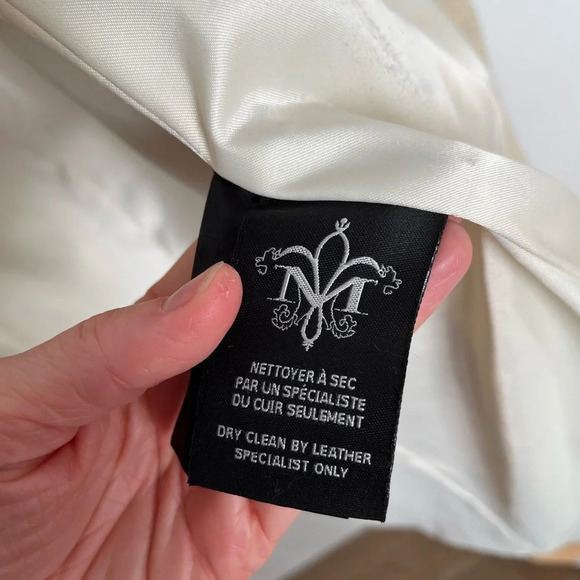 M
NETTOYER À SEC
PAR UN SPÉCIALISTE
DU CUIR SEULEMENT
DRY CLEAN BY LEATHER
SPECIALIST ONLY